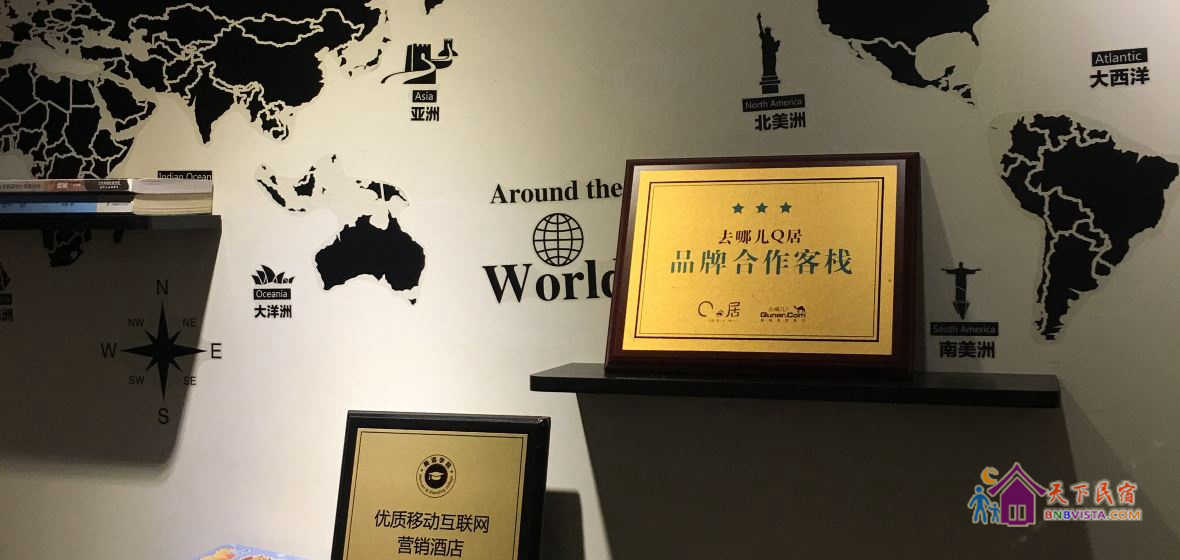 Asia
亚洲
North America
北美洲
Atlantic
大西洋
Indian Ocean
Around the
World
Oceania
大洋洲
N
NW
NE
W
E
SW
SE
S
South America
南美洲
★★★
去哪儿Q居
品牌合作客栈
Q居
去哪儿?
Qunar.Com
优质移动互联网
营销酒店
天下民宿
BNBVISTA.COM